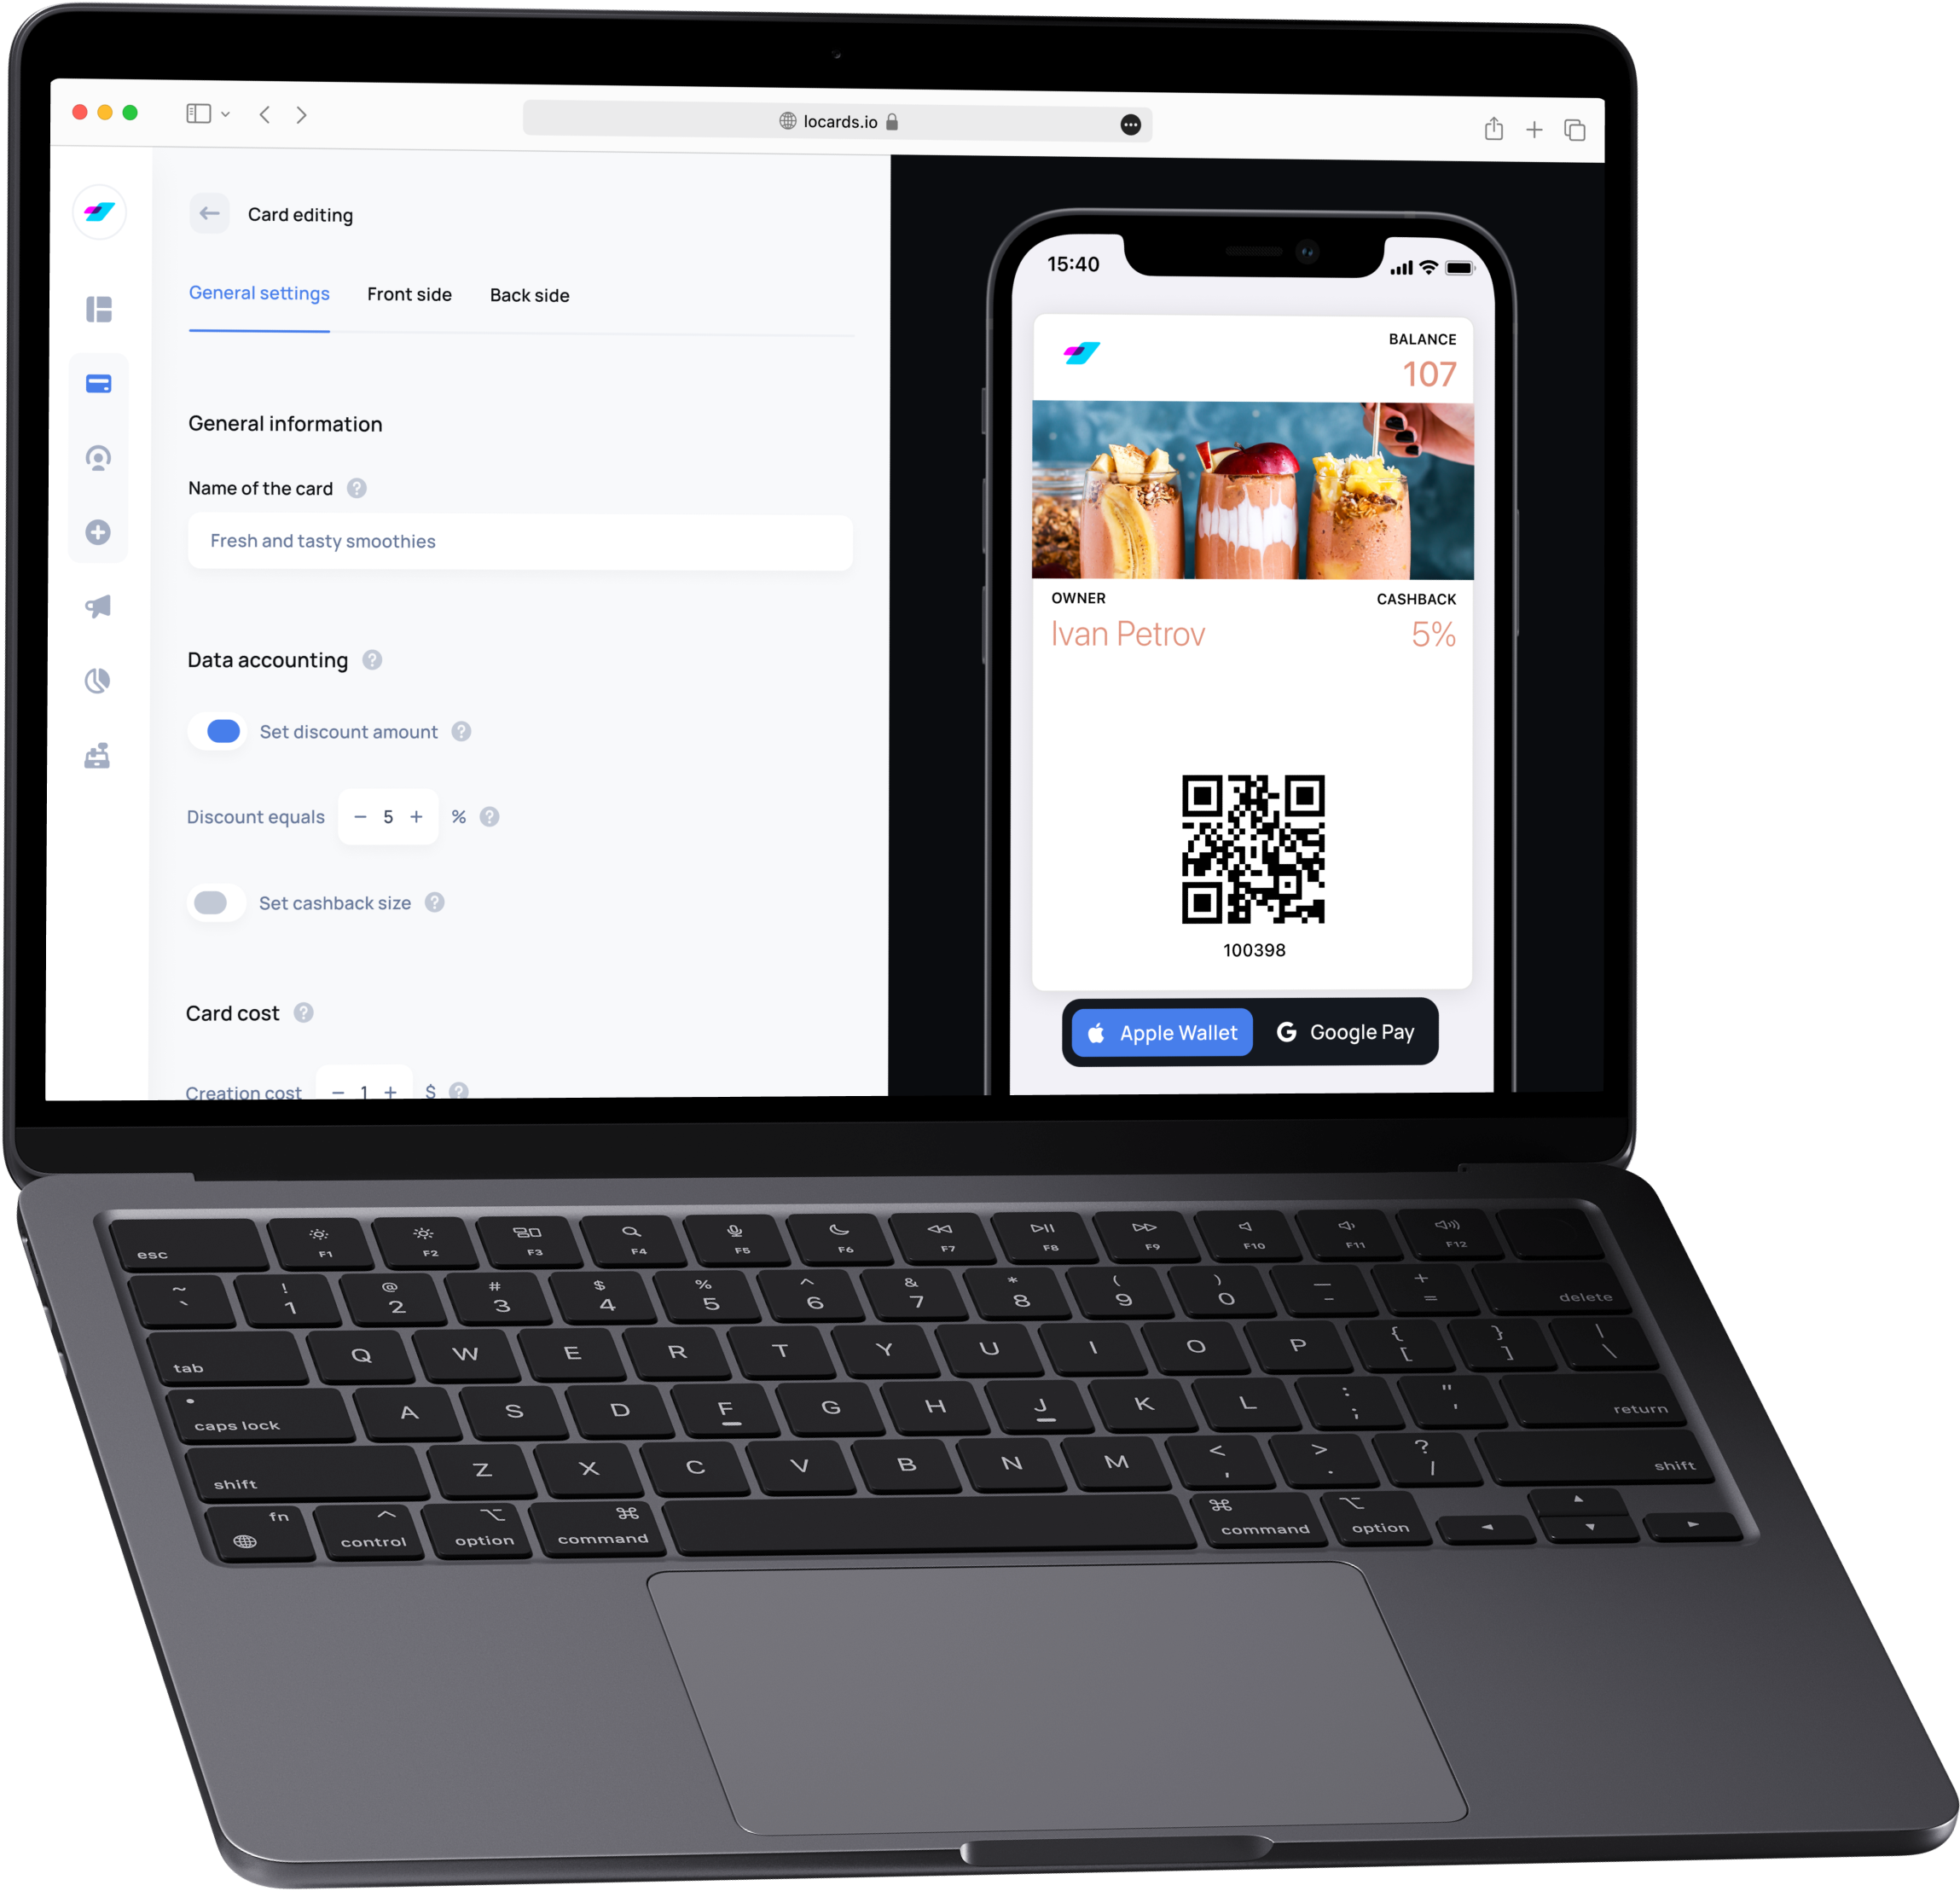 locards.io
Card editing
General settings Front side Back side
General information
Name of the card ?
Fresh and tasty smoothies
Data accounting ?
Set discount amount ?
Discount equals − 5 + % ?
Set cashback size ?
Card cost ?
Creation cost − 1 + $ ?
15:40
BALANCE
107
OWNER CASHBACK
Ivan Petrov 5%
100398
Apple Wallet G Google Pay
esc F1 F2 F3 F4 F5 F6 F7 F8 F9 F10 F11 F12
~ ! @ # $ % ^ & * ( ) — +
` 1 2 3 4 5 6 7 8 9 0 - = delete
tab Q W E R T Y U I O P { [ } ] | \
caps lock A S D F G H J K L : ; " ' return
shift Z X C V B N M < , > . ? / shift
fn ^ ⌥ ⌘ ⌘ ⌥
control option command command option